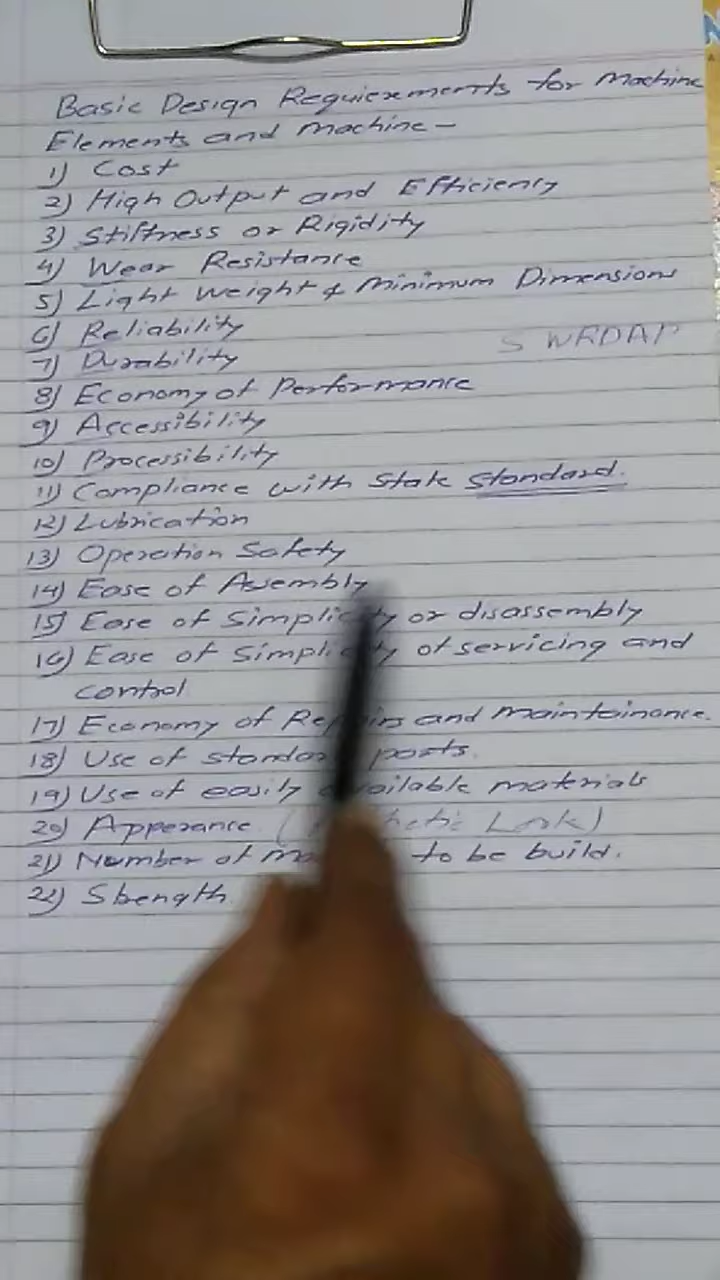 Basic Design Requirements for Machine
Elements and machine -
1) Cost
2) High Output and Efficiency
3) Stiffness or Rigidity
4) Wear Resistance
5) Light weight & minimum Dimensions
6) Reliability
7) Durability
SWRDAP
8) Economy of Performance
9) Accessibility
10) Processibility
11) Compliance with State Standard.
12) Lubrication
13) Operation Safety
14) Ease of Assembly
15) Ease of Simplicity or disassembly
16) Ease of Simplicity of servicing and
control
17) Economy of Repairs and maintainance.
18) Use of standard parts.
19) Use of easily available materials
20) Apperance ( Look)
21) Number of to be build.
22) Strength